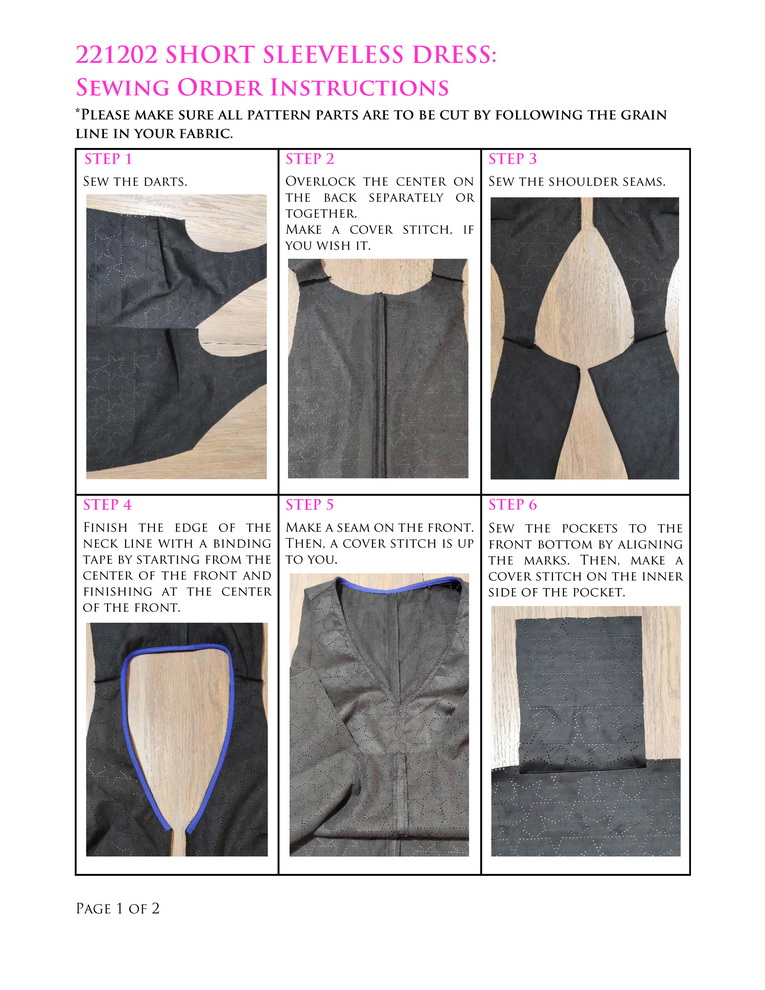 221202 SHORT SLEEVELESS DRESS:
SEWING ORDER INSTRUCTIONS
*PLEASE MAKE SURE ALL PATTERN PARTS ARE TO BE CUT BY FOLLOWING THE GRAIN
LINE IN YOUR FABRIC.
STEP 1
SEW THE DARTS.
STEP 2
OVERLOCK THE CENTER ON
THE BACK SEPARATELY OR
TOGETHER.
MAKE A COVER STITCH, IF
YOU WISH IT.
STEP 3
SEW THE SHOULDER SEAMS.
STEP 4
FINISH THE EDGE OF THE
NECK LINE WITH A BINDING
TAPE BY STARTING FROM THE
CENTER OF THE FRONT AND
FINISHING AT THE CENTER
OF THE FRONT.
STEP 5
MAKE A SEAM ON THE FRONT.
THEN, A COVER STITCH IS UP
TO YOU.
STEP 6
SEW THE POCKETS TO THE
FRONT BOTTOM BY ALIGNING
THE MARKS. THEN, MAKE A
COVER STITCH ON THE INNER
SIDE OF THE POCKET.
PAGE 1 OF 2